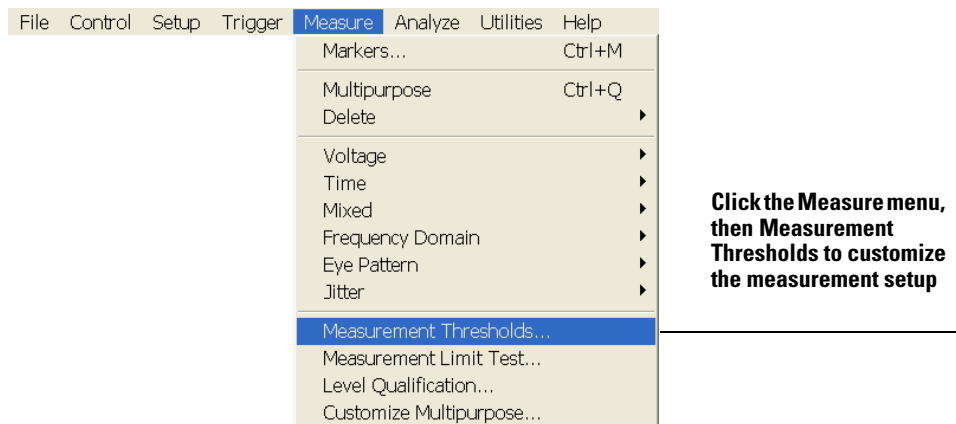 File Control Setup Trigger Measure Analyze Utilities Help
Markers... Ctrl+M
Multipurpose Ctrl+Q
Delete
Voltage
Time
Mixed
Frequency Domain
Eye Pattern
Jitter
Click the Measure menu,
then Measurement
Thresholds to customize
the measurement setup
Measurement Thresholds...
Measurement Limit Test...
Level Qualification...
Customize Multipurpose...